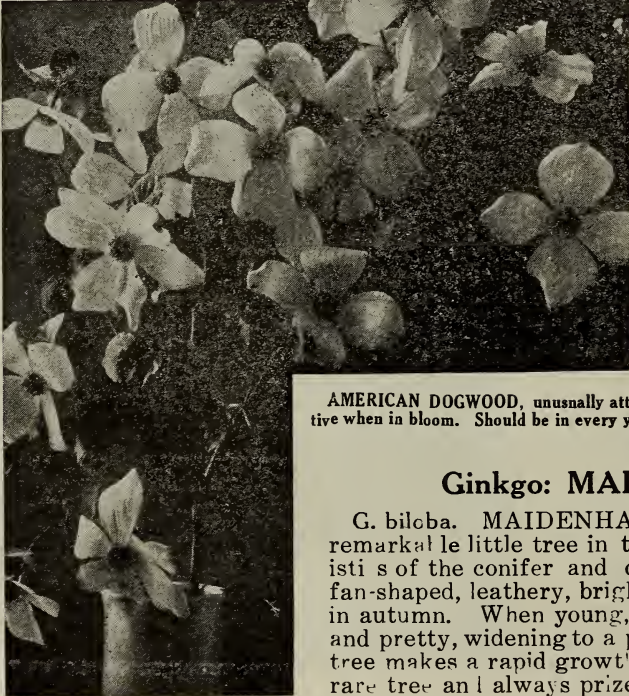 AMERICAN DOGWOOD, unusnally att
tive when in bloom. Should be in every y
Ginkgo: MAI
G. biloba. MAIDENHA
remarkal le little tree in t
isti s of the conifer and
fan-shaped, leathery, brig
in autumn. When young,
and pretty, widening to a p
tree makes a rapid growt'
rare tree an l always prize